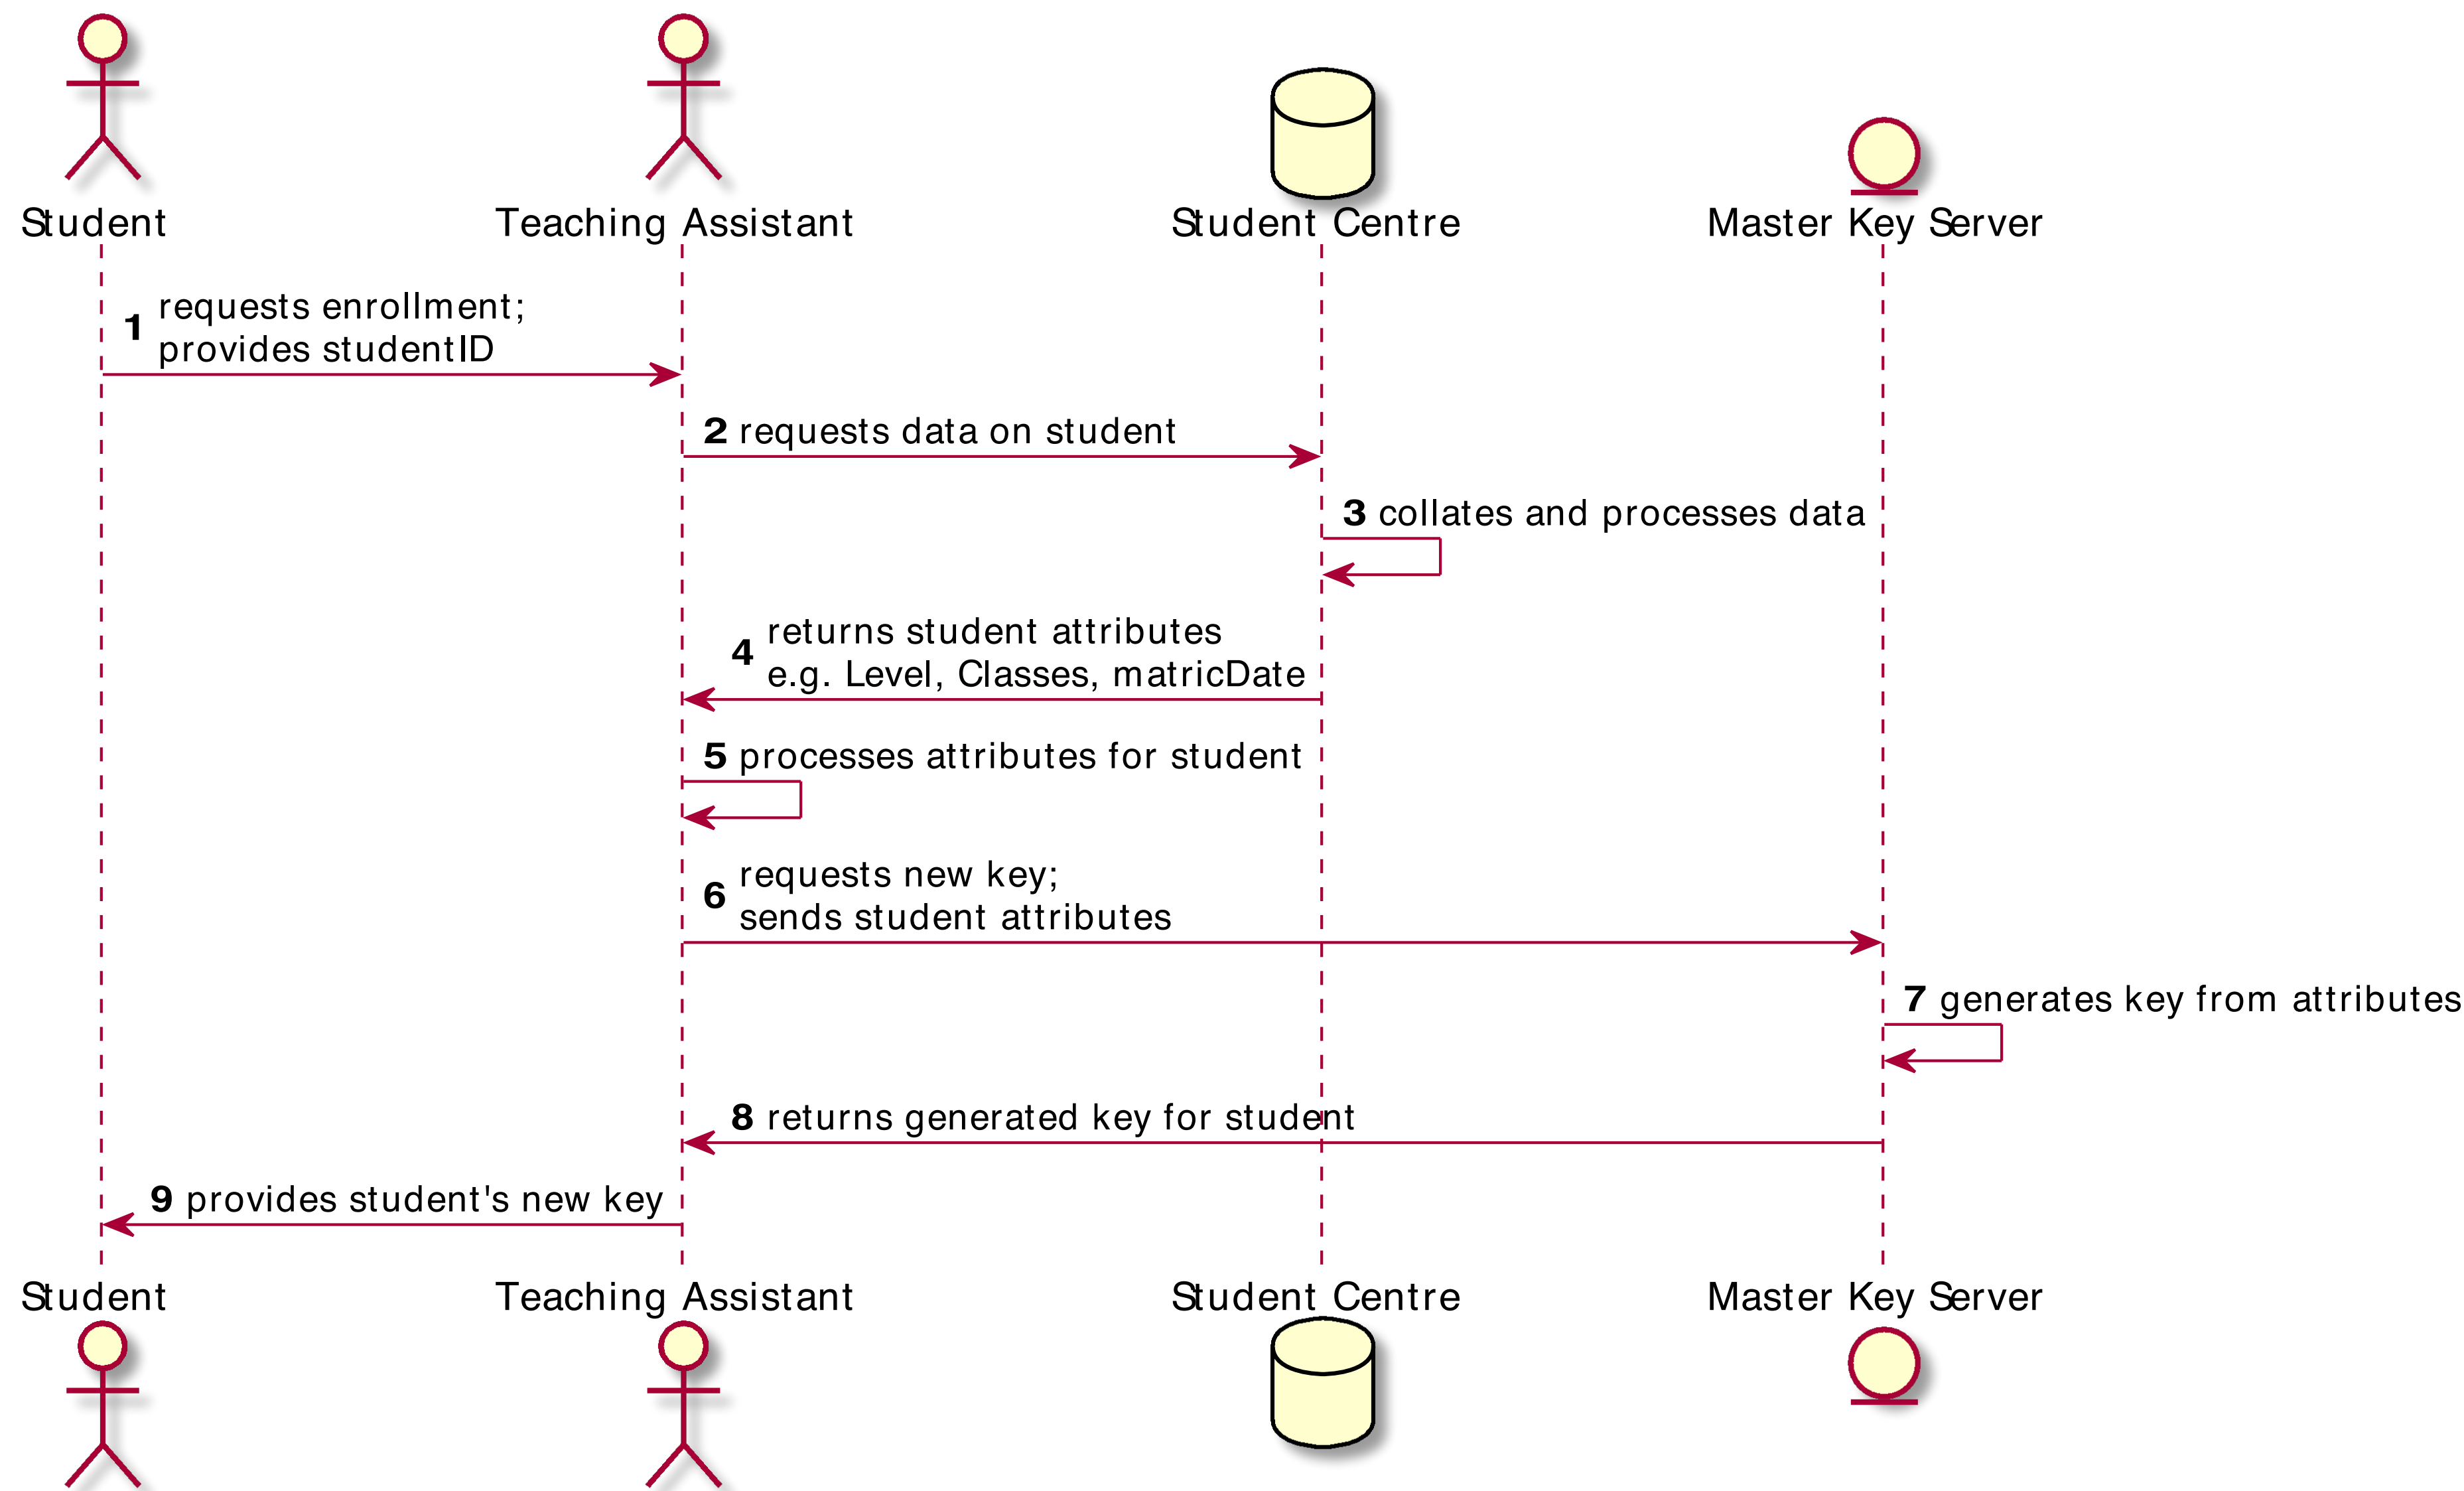 Student
Teaching Assistant
Student Centre
Master Key Server
1 requests enrollment;
provides studentID
2 requests data on student
3 collates and processes data
4 returns student attributes
e.g. Level, Classes, matricDate
5 processes attributes for student
6 requests new key;
sends student attributes
7 generates key from attributes
8 returns generated key for student
9 provides student's new key
Student
Teaching Assistant
Student Centre
Master Key Server